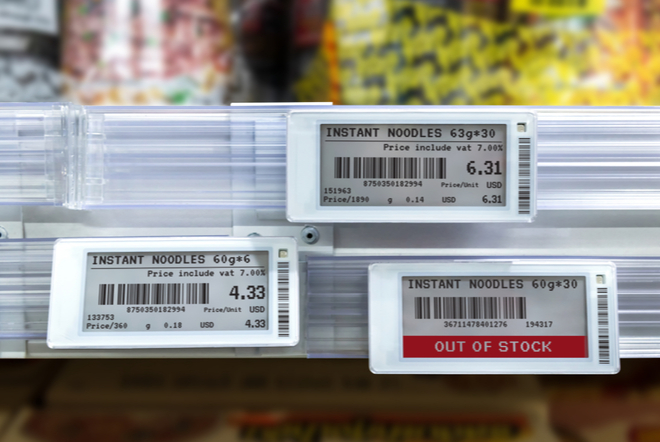 INSTANT NOODLES 63g*30
Price include vat 7.00%
6.31
8750350182994 Price/Unit USD
151963
Price/1890 g 0.14 USD 6.31
INSTANT NOODLES 60g*6
Price include vat 7.00%
4.33
8750350182994 Price/Unit USD
133753
Price/360 g 0.18 USD 4.33
INSTANT NOODLES 60g*30
36711478401276 194317
OUT OF STOCK